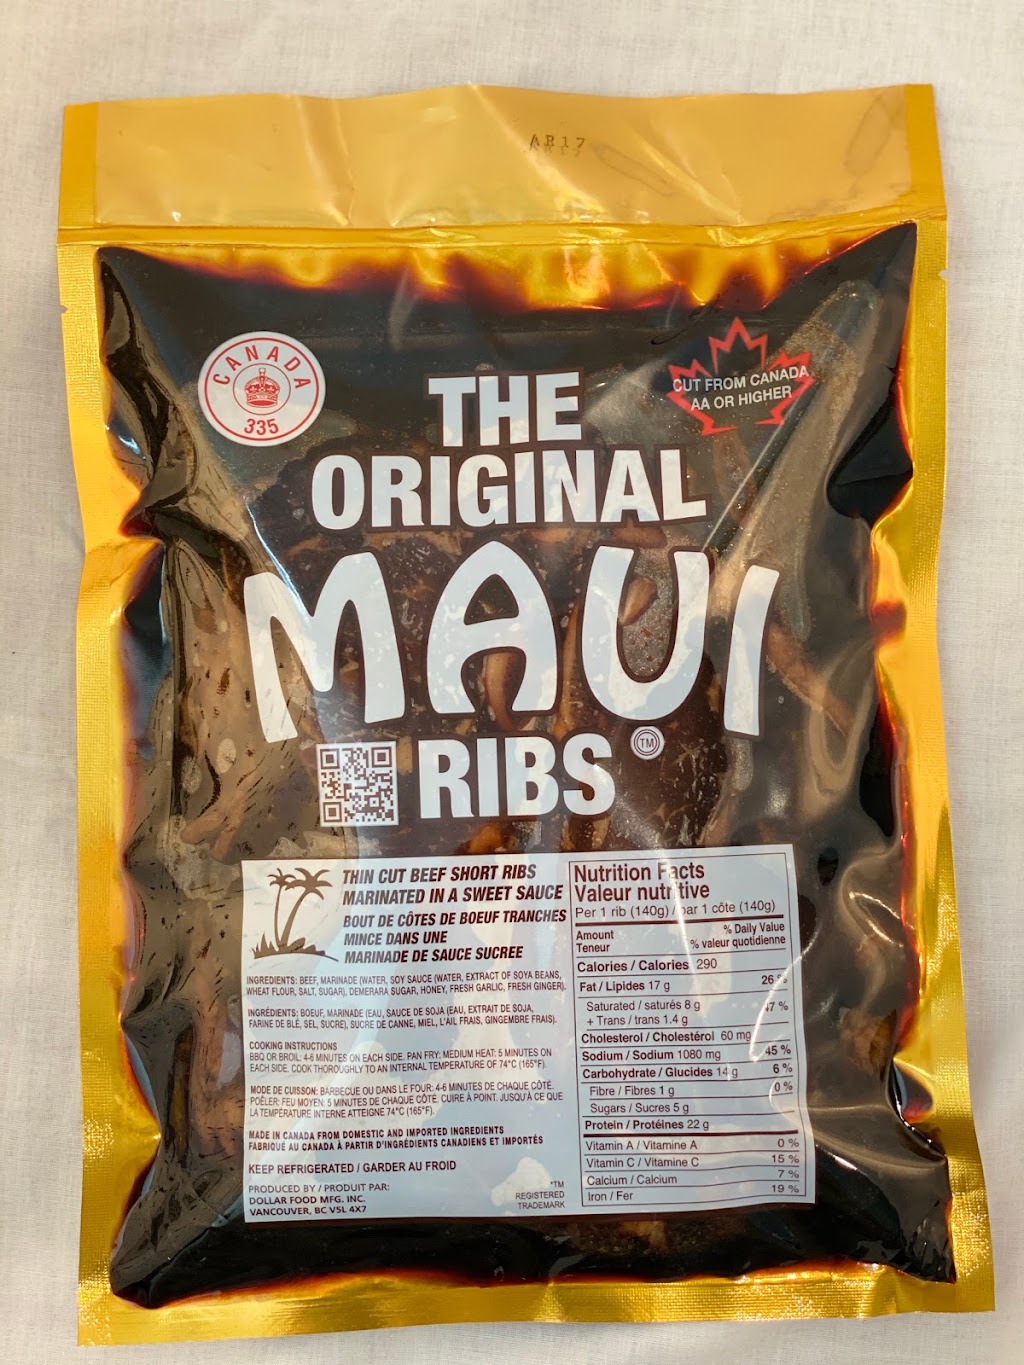 AP17
CANADA
335
CUT FROM CANADA
AA OR HIGHER
THE
ORIGINAL
MAUI
RIBS TM
THIN CUT BEEF SHORT RIBS
MARINATED IN A SWEET SAUCE
BOUT DE CÔTES DE BOEUF TRANCHES
MINCE DANS UNE
MARINADE DE SAUCE SUCREE
INGREDIENTS: BEEF, MARINADE (WATER, SOY SAUCE (WATER, EXTRACT OF SOYA BEANS,
WHEAT FLOUR, SALT, SUGAR), DEMERARA SUGAR, HONEY, FRESH GARLIC, FRESH GINGER).
INGRÉDIENTS: BOEUF, MARINADE (EAU, SAUCE DE SOJA (EAU, EXTRAIT DE SOJA,
FARINE DE BLÉ, SEL, SUCRE), SUCRE DE CANNE, MIEL, L'AIL FRAIS, GINGEMBRE FRAIS).
COOKING INSTRUCTIONS
BBQ OR BROIL: 4-6 MINUTES ON EACH SIDE. PAN FRY: MEDIUM HEAT: 5 MINUTES ON
EACH SIDE. COOK THOROUGHLY TO AN INTERNAL TEMPERATURE OF 74°C (165°F).
MODE DE CUISSON: BARBECUE OU DANS LE FOUR: 4-6 MINUTES DE CHAQUE CÔTÉ.
POÊLER: FEU MOYEN: 5 MINUTES DE CHAQUE CÔTÉ. CUIRE À POINT. JUSQU'À CE QUE
LA TEMPÉRATURE INTERNE ATTEIGNE 74°C (165°F).
MADE IN CANADA FROM DOMESTIC AND IMPORTED INGREDIENTS
FABRIQUÉ AU CANADA À PARTIR D'INGRÉDIENTS CANADIENS ET IMPORTÉS
KEEP REFRIGERATED / GARDER AU FROID
PRODUCED BY / PRODUIT PAR:
DOLLAR FOOD MFG. INC.
VANCOUVER, BC V5L 4X7
*TM
REGISTERED
TRADEMARK
Nutrition Facts
Valeur nutritive
Per 1 rib (140g) / par 1 côte (140g)
Amount % Daily Value
Teneur % valeur quotidienne
Calories / Calories 290
Fat / Lipides 17 g 26 %
Saturated / saturés 8 g 47 %
+ Trans / trans 1.4 g
Cholesterol / Cholestérol 60 mg
Sodium / Sodium 1080 mg 45 %
Carbohydrate / Glucides 14 g 6 %
Fibre / Fibres 1 g 0 %
Sugars / Sucres 5 g
Protein / Protéines 22 g
Vitamin A / Vitamine A 0 %
Vitamin C / Vitamine C 15 %
Calcium / Calcium 7 %
Iron / Fer 19 %